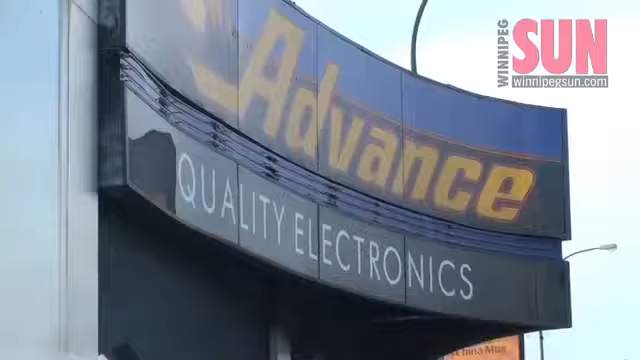 Advance
QUALITY ELECTRONICS
WINNIPEG
SUN
winnipegsun.com